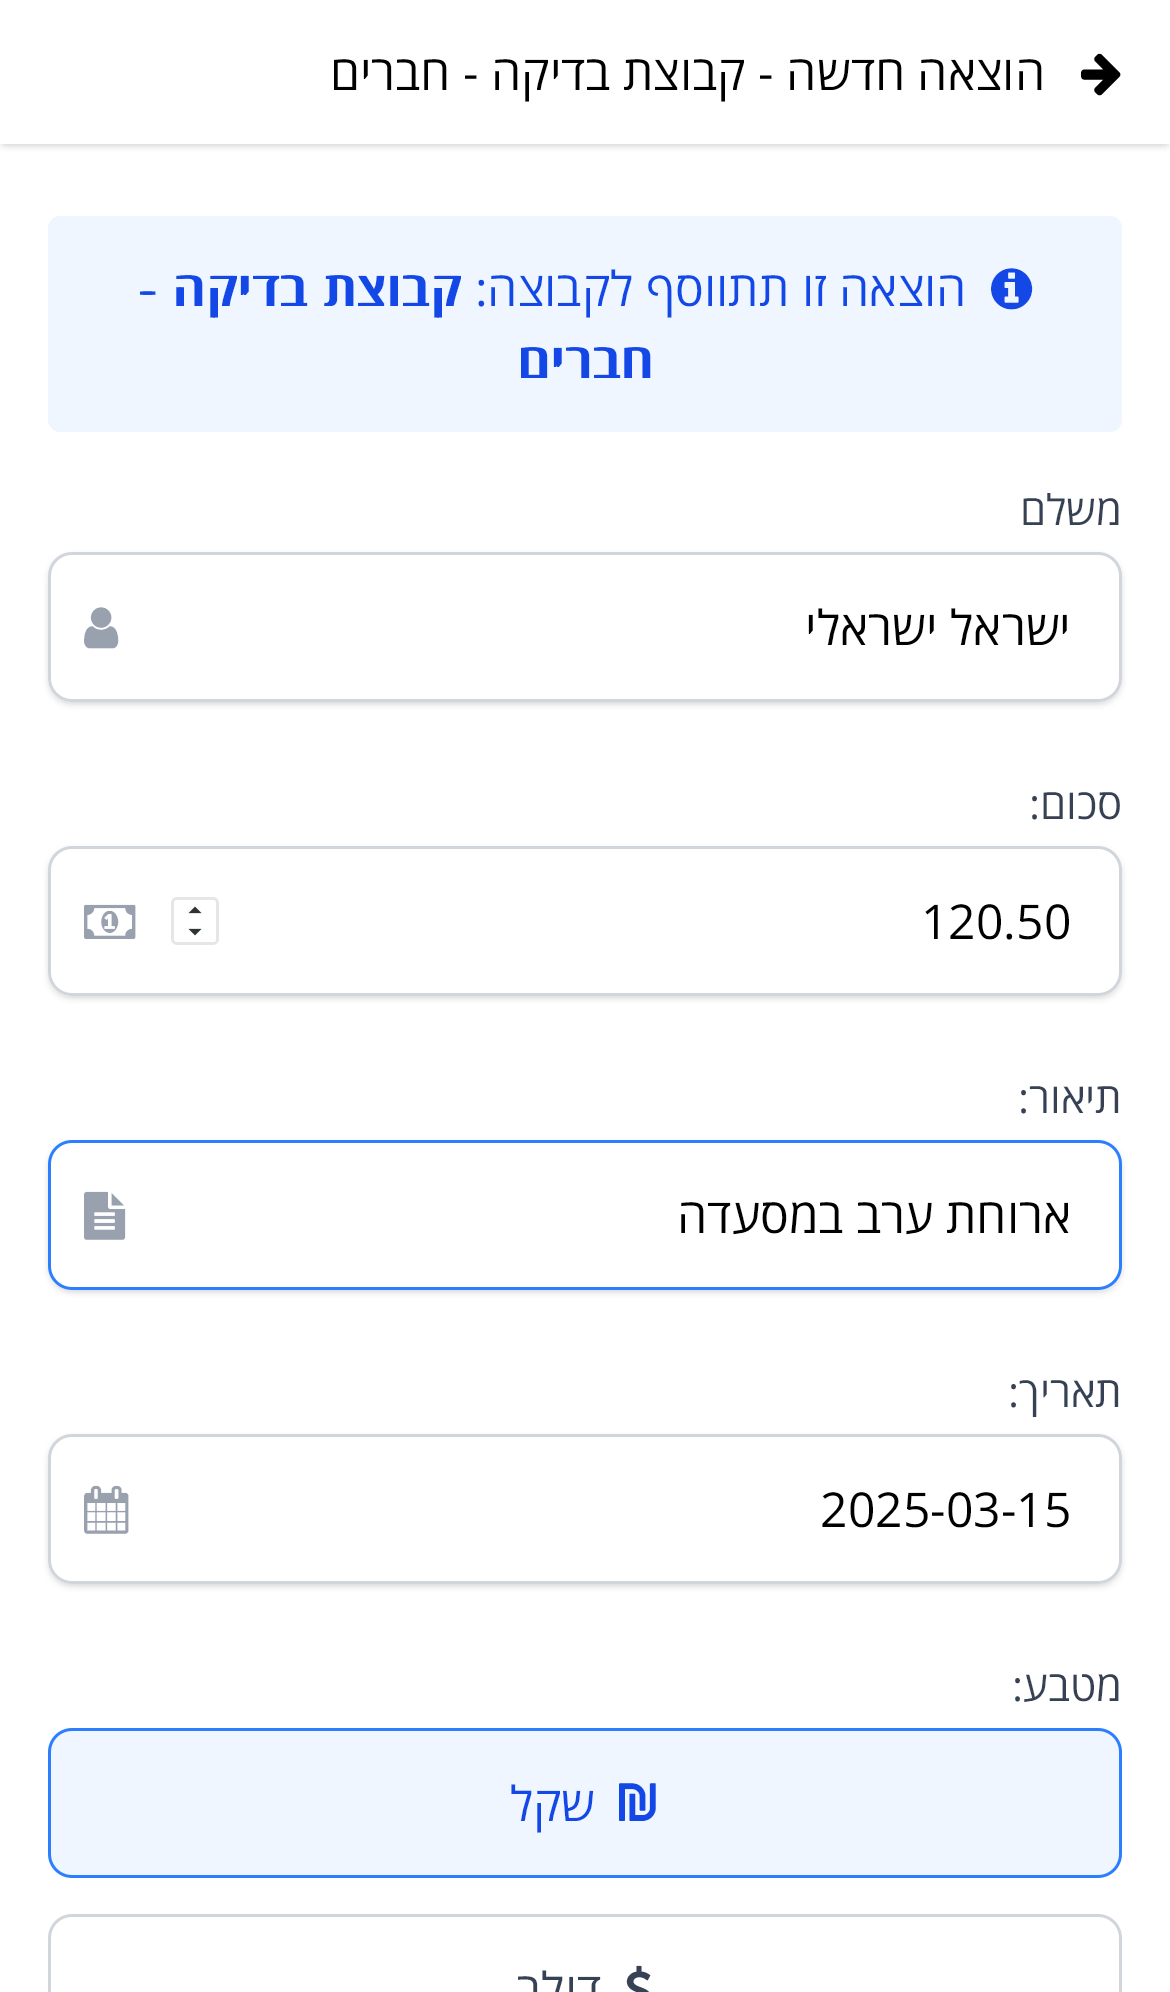 הוצאה חדשה - קבוצת בדיקה - חברים
הוצאה זו תתווסף לקבוצה: קבוצת בדיקה -
חברים
משלם
ישראל ישראלי
סכום:
120.50
תיאור:
ארוחת ערב במסעדה
תאריך:
2025-03-15
מטבע:
₪ שקל
$ דולר